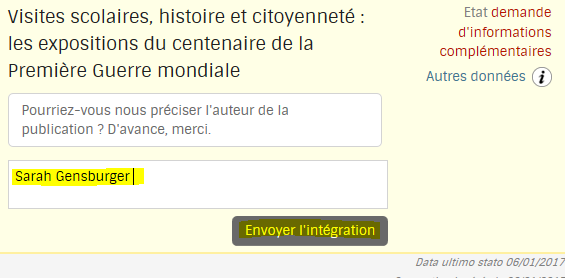 Visites scolaires, histoire et citoyenneté :
les expositions du centenaire de la
Première Guerre mondiale
Etat demande
d'informations
complémentaires
Autres données i
Pourriez-vous nous préciser l'auteur de la
publication ? D'avance, merci.
Sarah Gensburger
Envoyer l'intégration
Data ultimo stato 06/01/2017